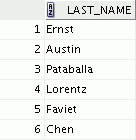 LAST_NAME
1 Ernst
2 Austin
3 Pataballa
4 Lorentz
5 Faviet
6 Chen